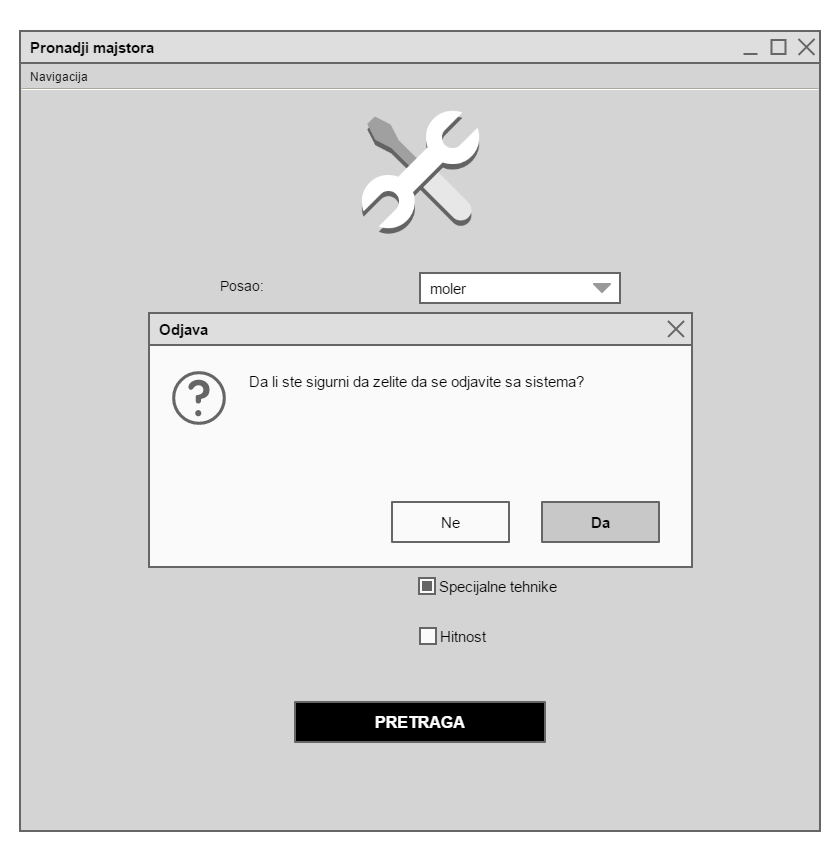 Pronadji majstora
Navigacija
Posao:
moler
Odjava
Da li ste sigurni da zelite da se odjavite sa sistema?
Ne
Da
Specijalne tehnike
Hitnost
PRETRAGA